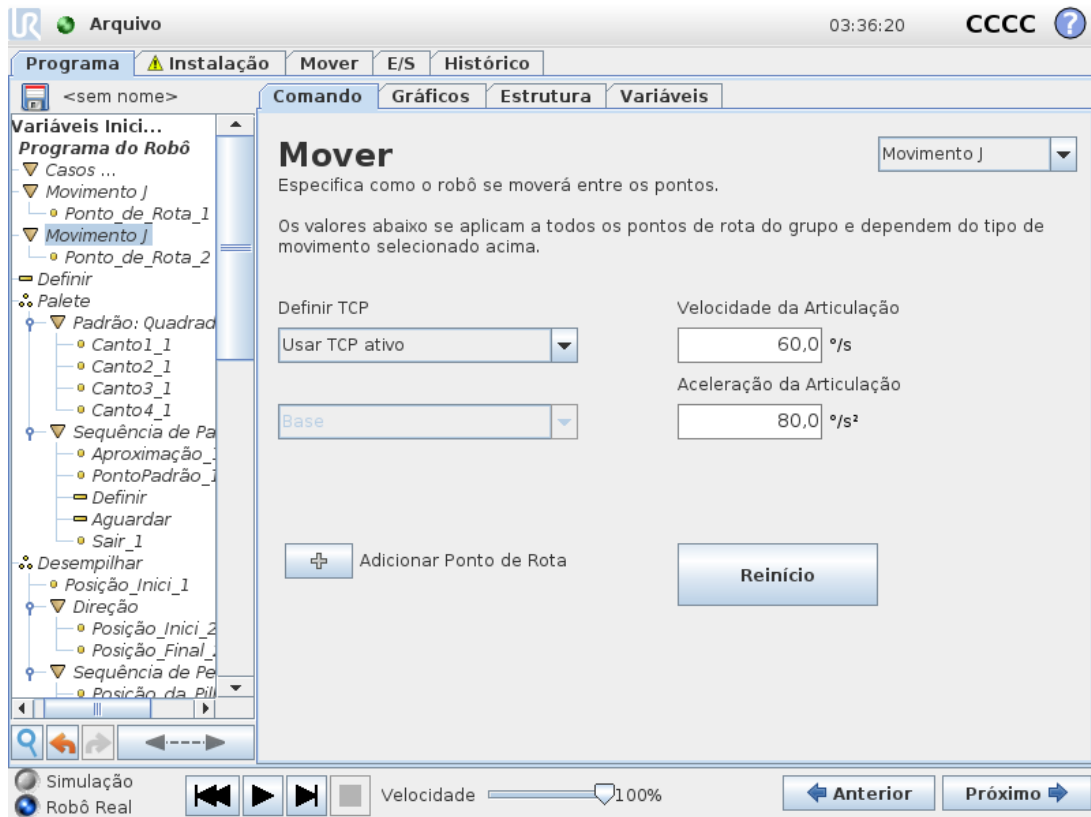 UR Arquivo 03:36:20 CCCC ?
Programa Instalação Mover E/S Histórico
<sem nome>
Variáveis Inici...
Programa do Robô
Casos ...
Movimento J
Ponto_de_Rota_1
Movimento J
Ponto_de_Rota_2
Definir
Palete
Padrão: Quadrad
Canto1_1
Canto2_1
Canto3_1
Canto4_1
Sequência de Pa
Aproximação_1
PontoPadrão_1
Definir
Aguardar
Sair_1
Desempilhar
Posição_Inici_1
Direção
Posição_Inici_2
Posição_Final_2
Sequência de Pe
Posição_da_Pil
Comando Gráficos Estrutura Variáveis
Mover
Movimento J
Especifica como o robô se moverá entre os pontos.
Os valores abaixo se aplicam a todos os pontos de rota do grupo e dependem do tipo de
movimento selecionado acima.
Definir TCP
Usar TCP ativo
Base
Velocidade da Articulação
60,0 °/s
Aceleração da Articulação
80,0 °/s²
Adicionar Ponto de Rota
Reinício
Simulação
Robô Real
Velocidade 100%
Anterior
Próximo